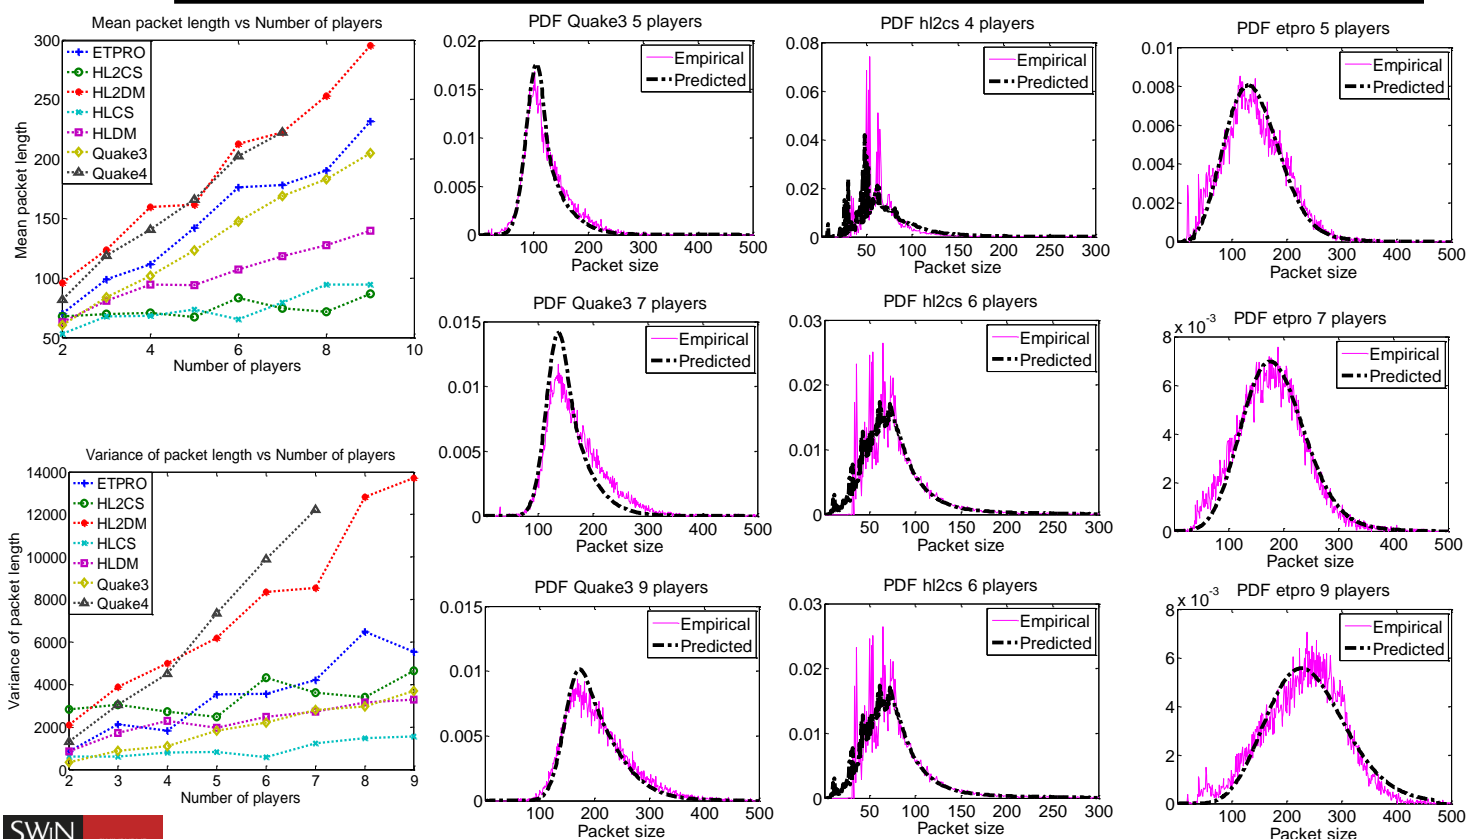 Mean packet length vs Number of players
300
250
200
150
100
50
2
4
6
8
10
Mean packet length
Number of players
ETPRO
HL2CS
HL2DM
HLCS
HLDM
Quake3
Quake4
PDF Quake3 5 players
0.02
0.015
0.01
0.005
0
100
200
300
400
500
Packet size
Empirical
Predicted
PDF hl2cs 4 players
0.08
0.06
0.04
0.02
0
50
100
150
200
250
300
Packet size
Empirical
Predicted
PDF etpro 5 players
0.01
0.008
0.006
0.004
0.002
0
100
200
300
400
500
Packet size
Empirical
Predicted
PDF Quake3 7 players
0.015
0.01
0.005
0
100
200
300
400
500
Packet size
Empirical
Predicted
PDF hl2cs 6 players
0.03
0.02
0.01
0
50
100
150
200
250
300
Packet size
Empirical
Predicted
PDF etpro 7 players
8 x 10-3
6
4
2
0
100
200
300
400
500
Packet size
Empirical
Predicted
Variance of packet length vs Number of players
14000
12000
10000
8000
6000
4000
2000
0
2
3
4
5
6
7
8
9
Variance of packet length
Number of players
ETPRO
HL2CS
HL2DM
HLCS
HLDM
Quake3
Quake4
PDF Quake3 9 players
0.015
0.01
0.005
0
100
200
300
400
500
Packet size
Empirical
Predicted
PDF hl2cs 6 players
0.03
0.02
0.01
0
50
100
150
200
250
300
Packet size
Empirical
Predicted
PDF etpro 9 players
8 x 10-3
6
4
2
0
100
200
300
400
500
Packet size
Empirical
Predicted
SWIN